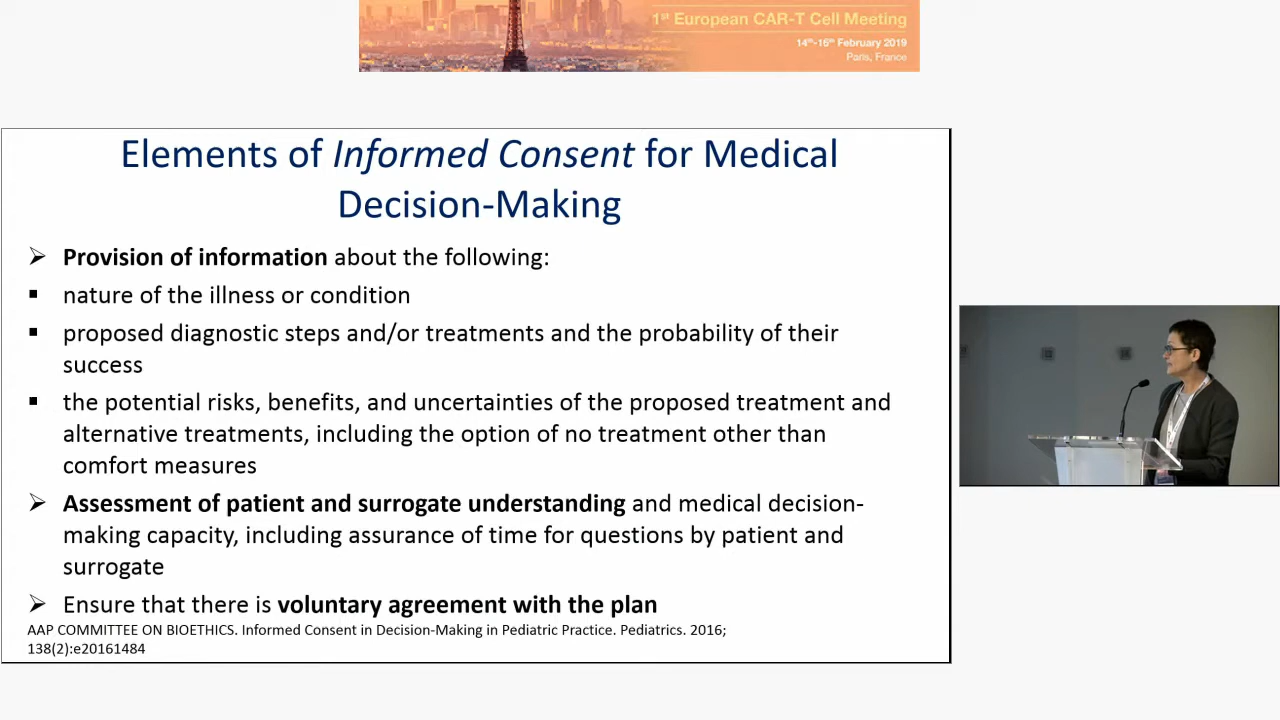 1st European CAR-T Cell Meeting
14th-16th February 2019
Paris, France
Elements of Informed Consent for Medical
Decision-Making
➢ Provision of information about the following:
▪ nature of the illness or condition
▪ proposed diagnostic steps and/or treatments and the probability of their
success
▪ the potential risks, benefits, and uncertainties of the proposed treatment and
alternative treatments, including the option of no treatment other than
comfort measures
➢ Assessment of patient and surrogate understanding and medical decision-
making capacity, including assurance of time for questions by patient and
surrogate
➢ Ensure that there is voluntary agreement with the plan
AAP COMMITTEE ON BIOETHICS. Informed Consent in Decision-Making in Pediatric Practice. Pediatrics. 2016;
138(2):e20161484